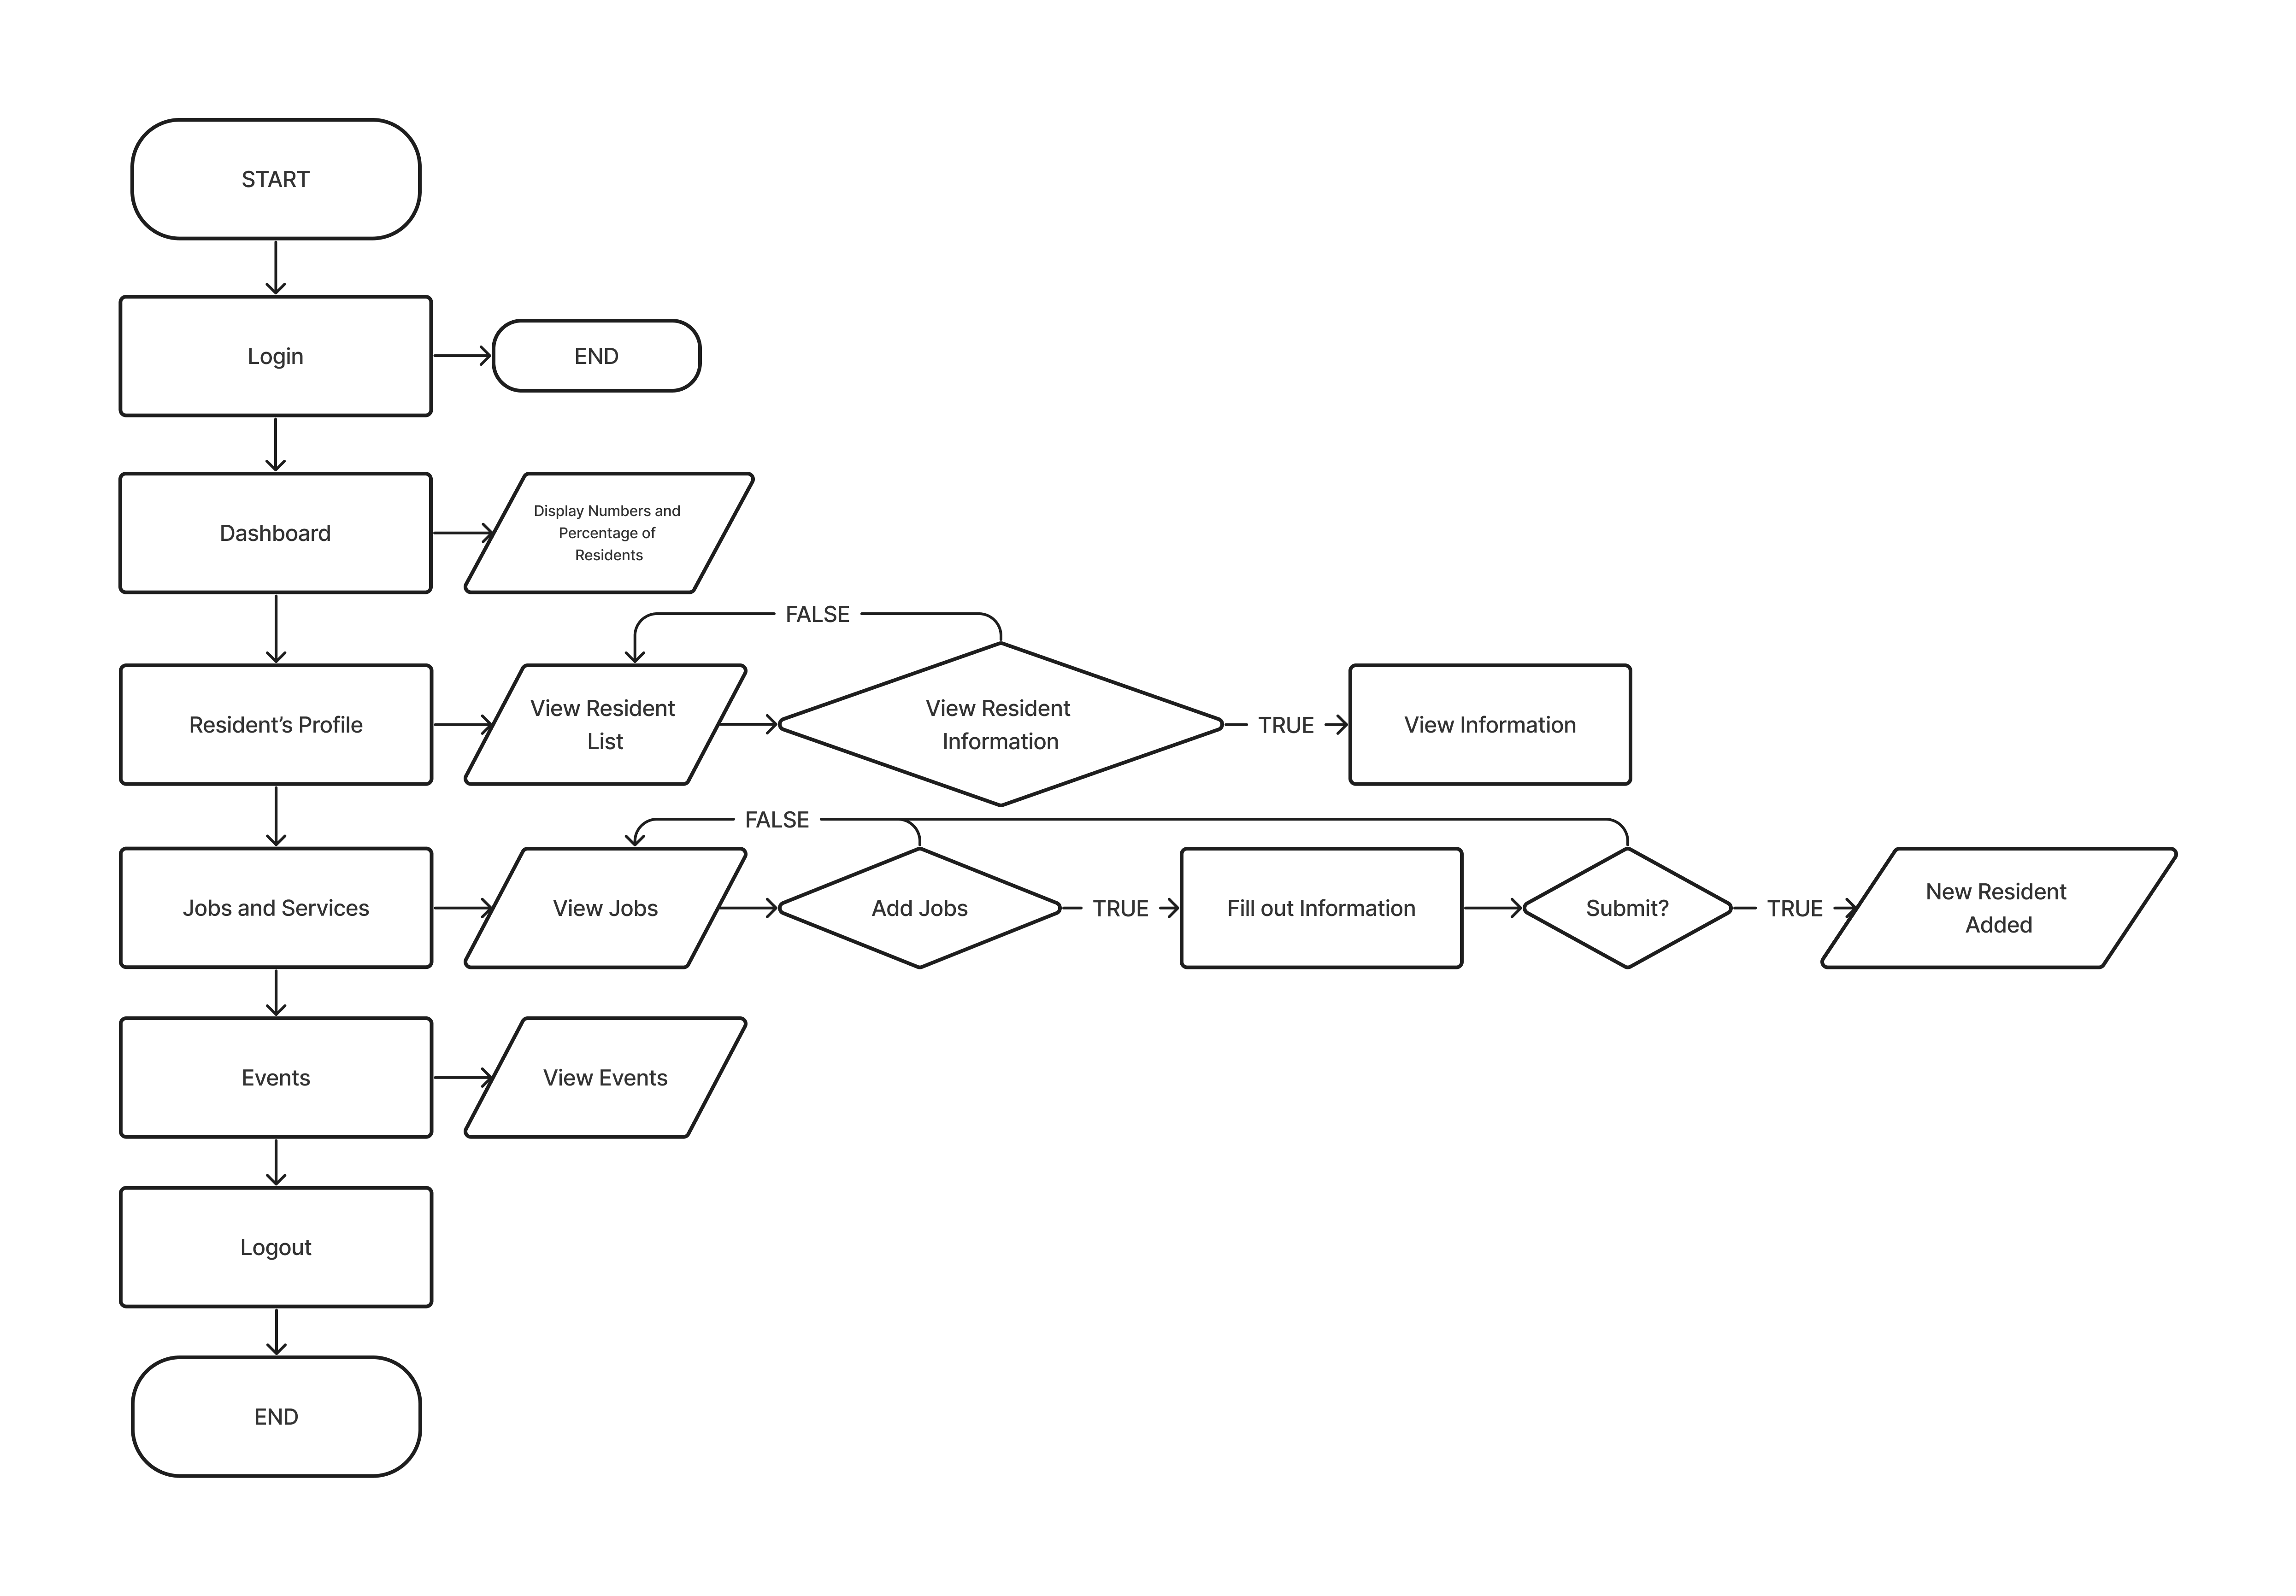 START
Login
END
Dashboard
Display Numbers and
Percentage of
Residents
FALSE
Resident’s Profile
View Resident
List
View Resident
Information
TRUE
View Information
FALSE
Jobs and Services
View Jobs
Add Jobs
TRUE
Fill out Information
Submit?
TRUE
New Resident
Added
Events
View Events
Logout
END